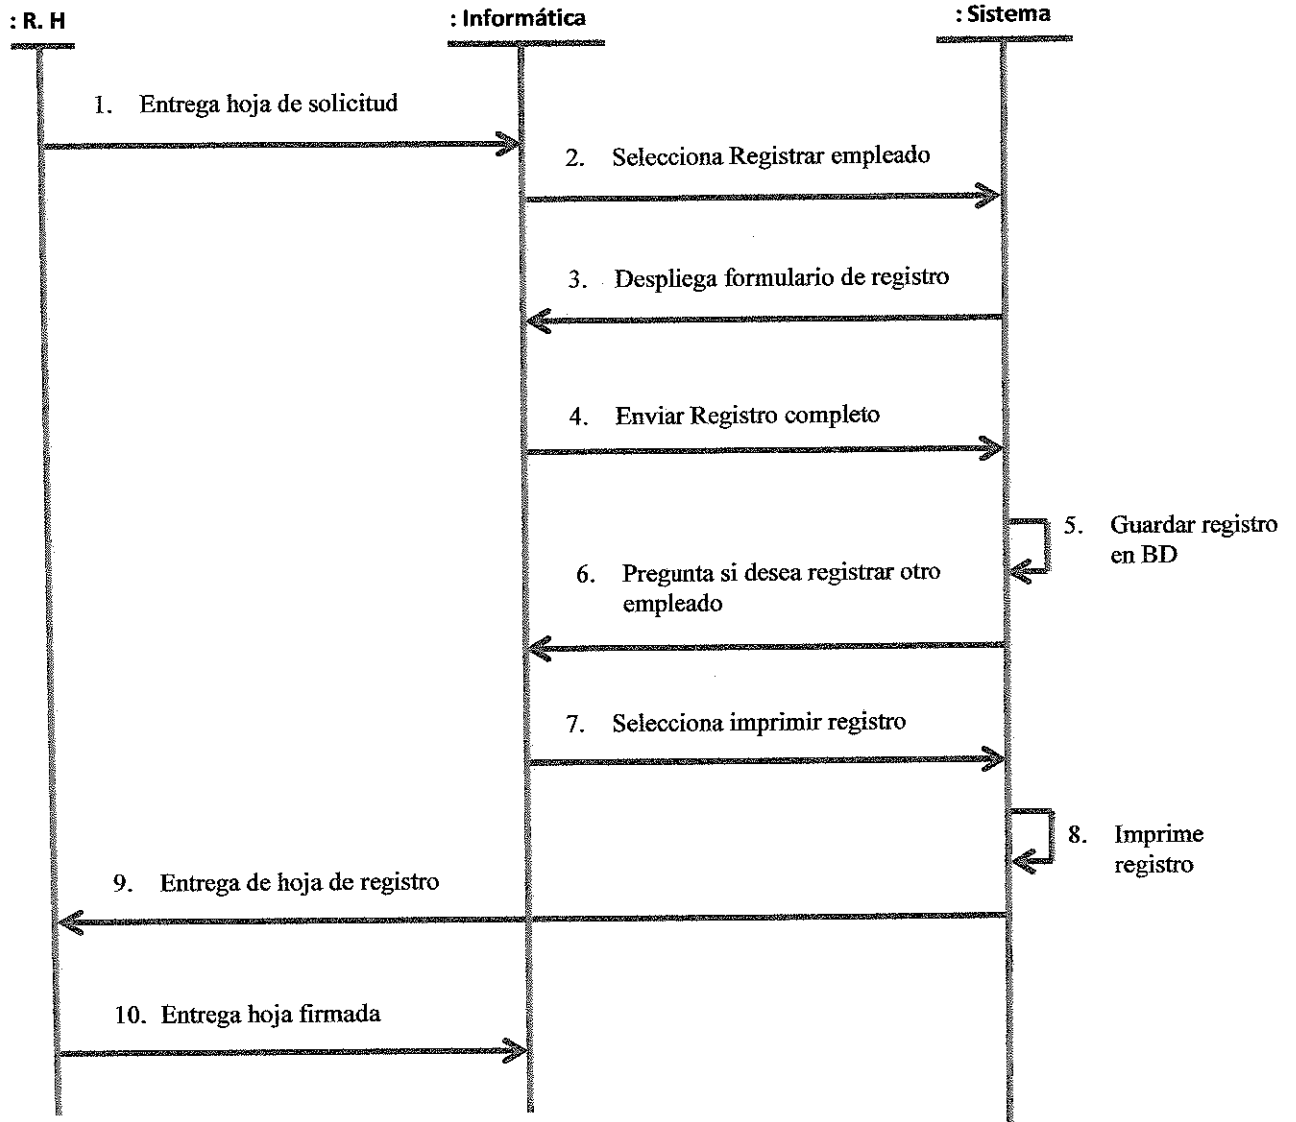 : R. H
: Informática
: Sistema
1. Entrega hoja de solicitud
2. Selecciona Registrar empleado
3. Despliega formulario de registro
4. Enviar Registro completo
5. Guardar registro
en BD
6. Pregunta si desea registrar otro
empleado
7. Selecciona imprimir registro
8. Imprime
registro
9. Entrega de hoja de registro
10. Entrega hoja firmada